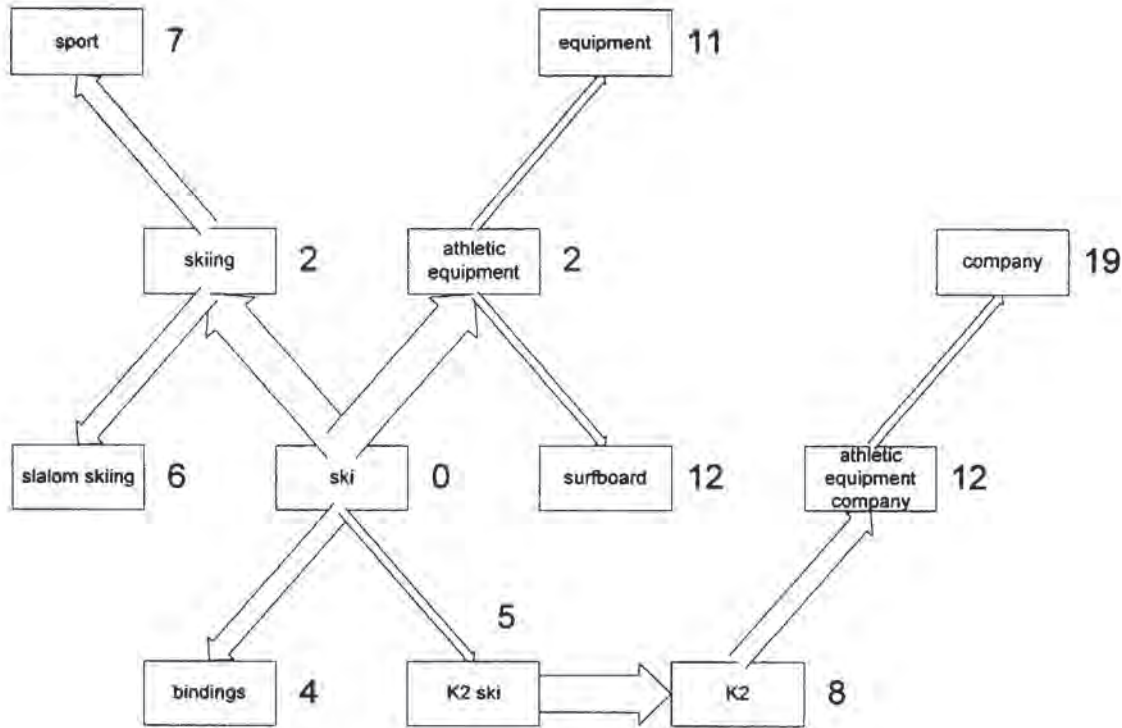 sport
7
equipment
11
skiing
2
athletic
equipment
2
company
19
slalom skiing
6
ski
0
surfboard
12
athletic
equipment
company
12
5
bindings
4
K2 ski
K2
8